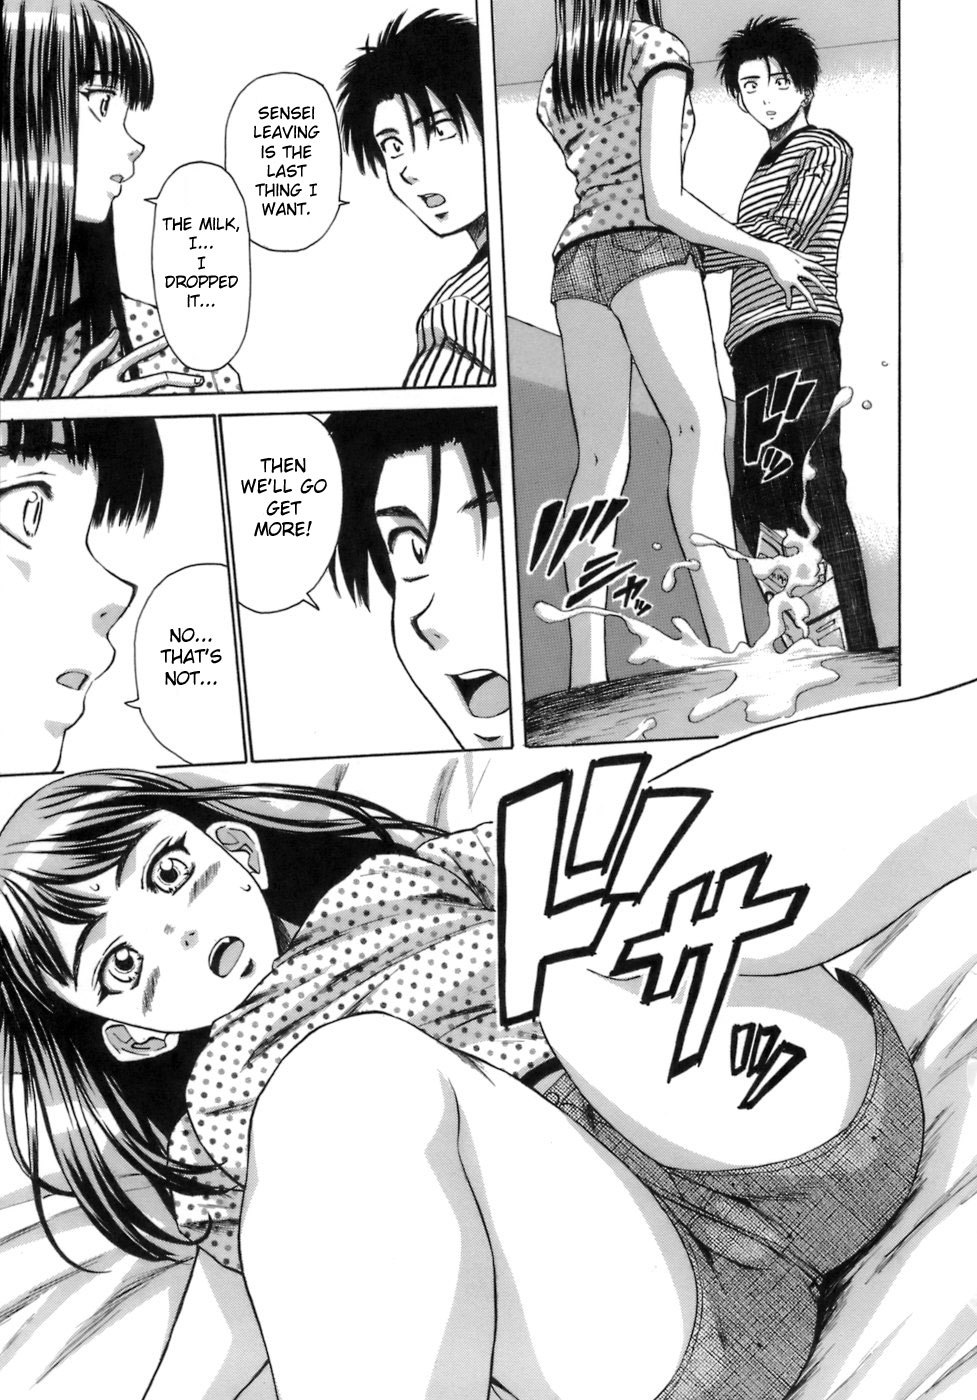 ドッ
バシャッ
SENSEI
LEAVING
IS THE
LAST
THING I
WANT.
THE MILK,
I...
I
DROPPED
IT...
THEN
WE'LL GO
GET
MORE!
NO...
THAT'S
NOT...
ドサッ